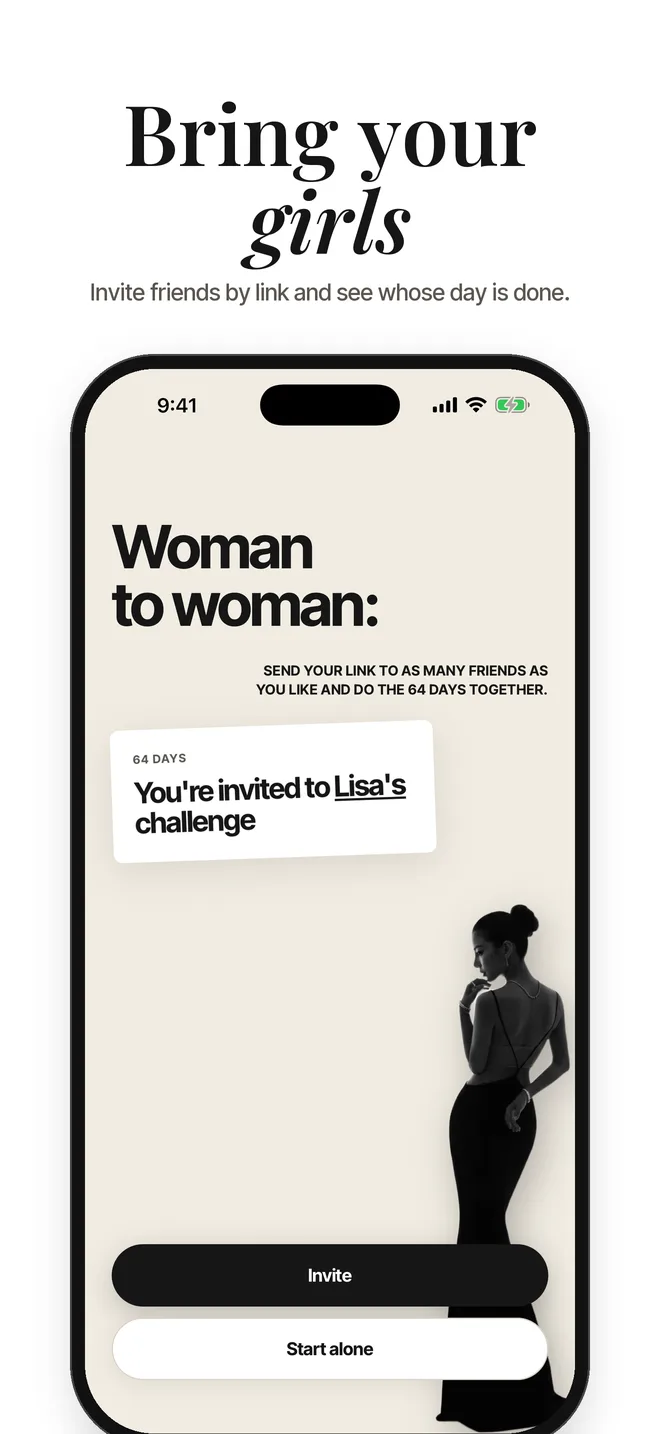 Bring your
girls
Invite friends by link and see whose day is done.
9:41
Woman
to woman:
SEND YOUR LINK TO AS MANY FRIENDS AS
YOU LIKE AND DO THE 64 DAYS TOGETHER.
64 DAYS
You're invited to Lisa's
challenge
Invite
Start alone